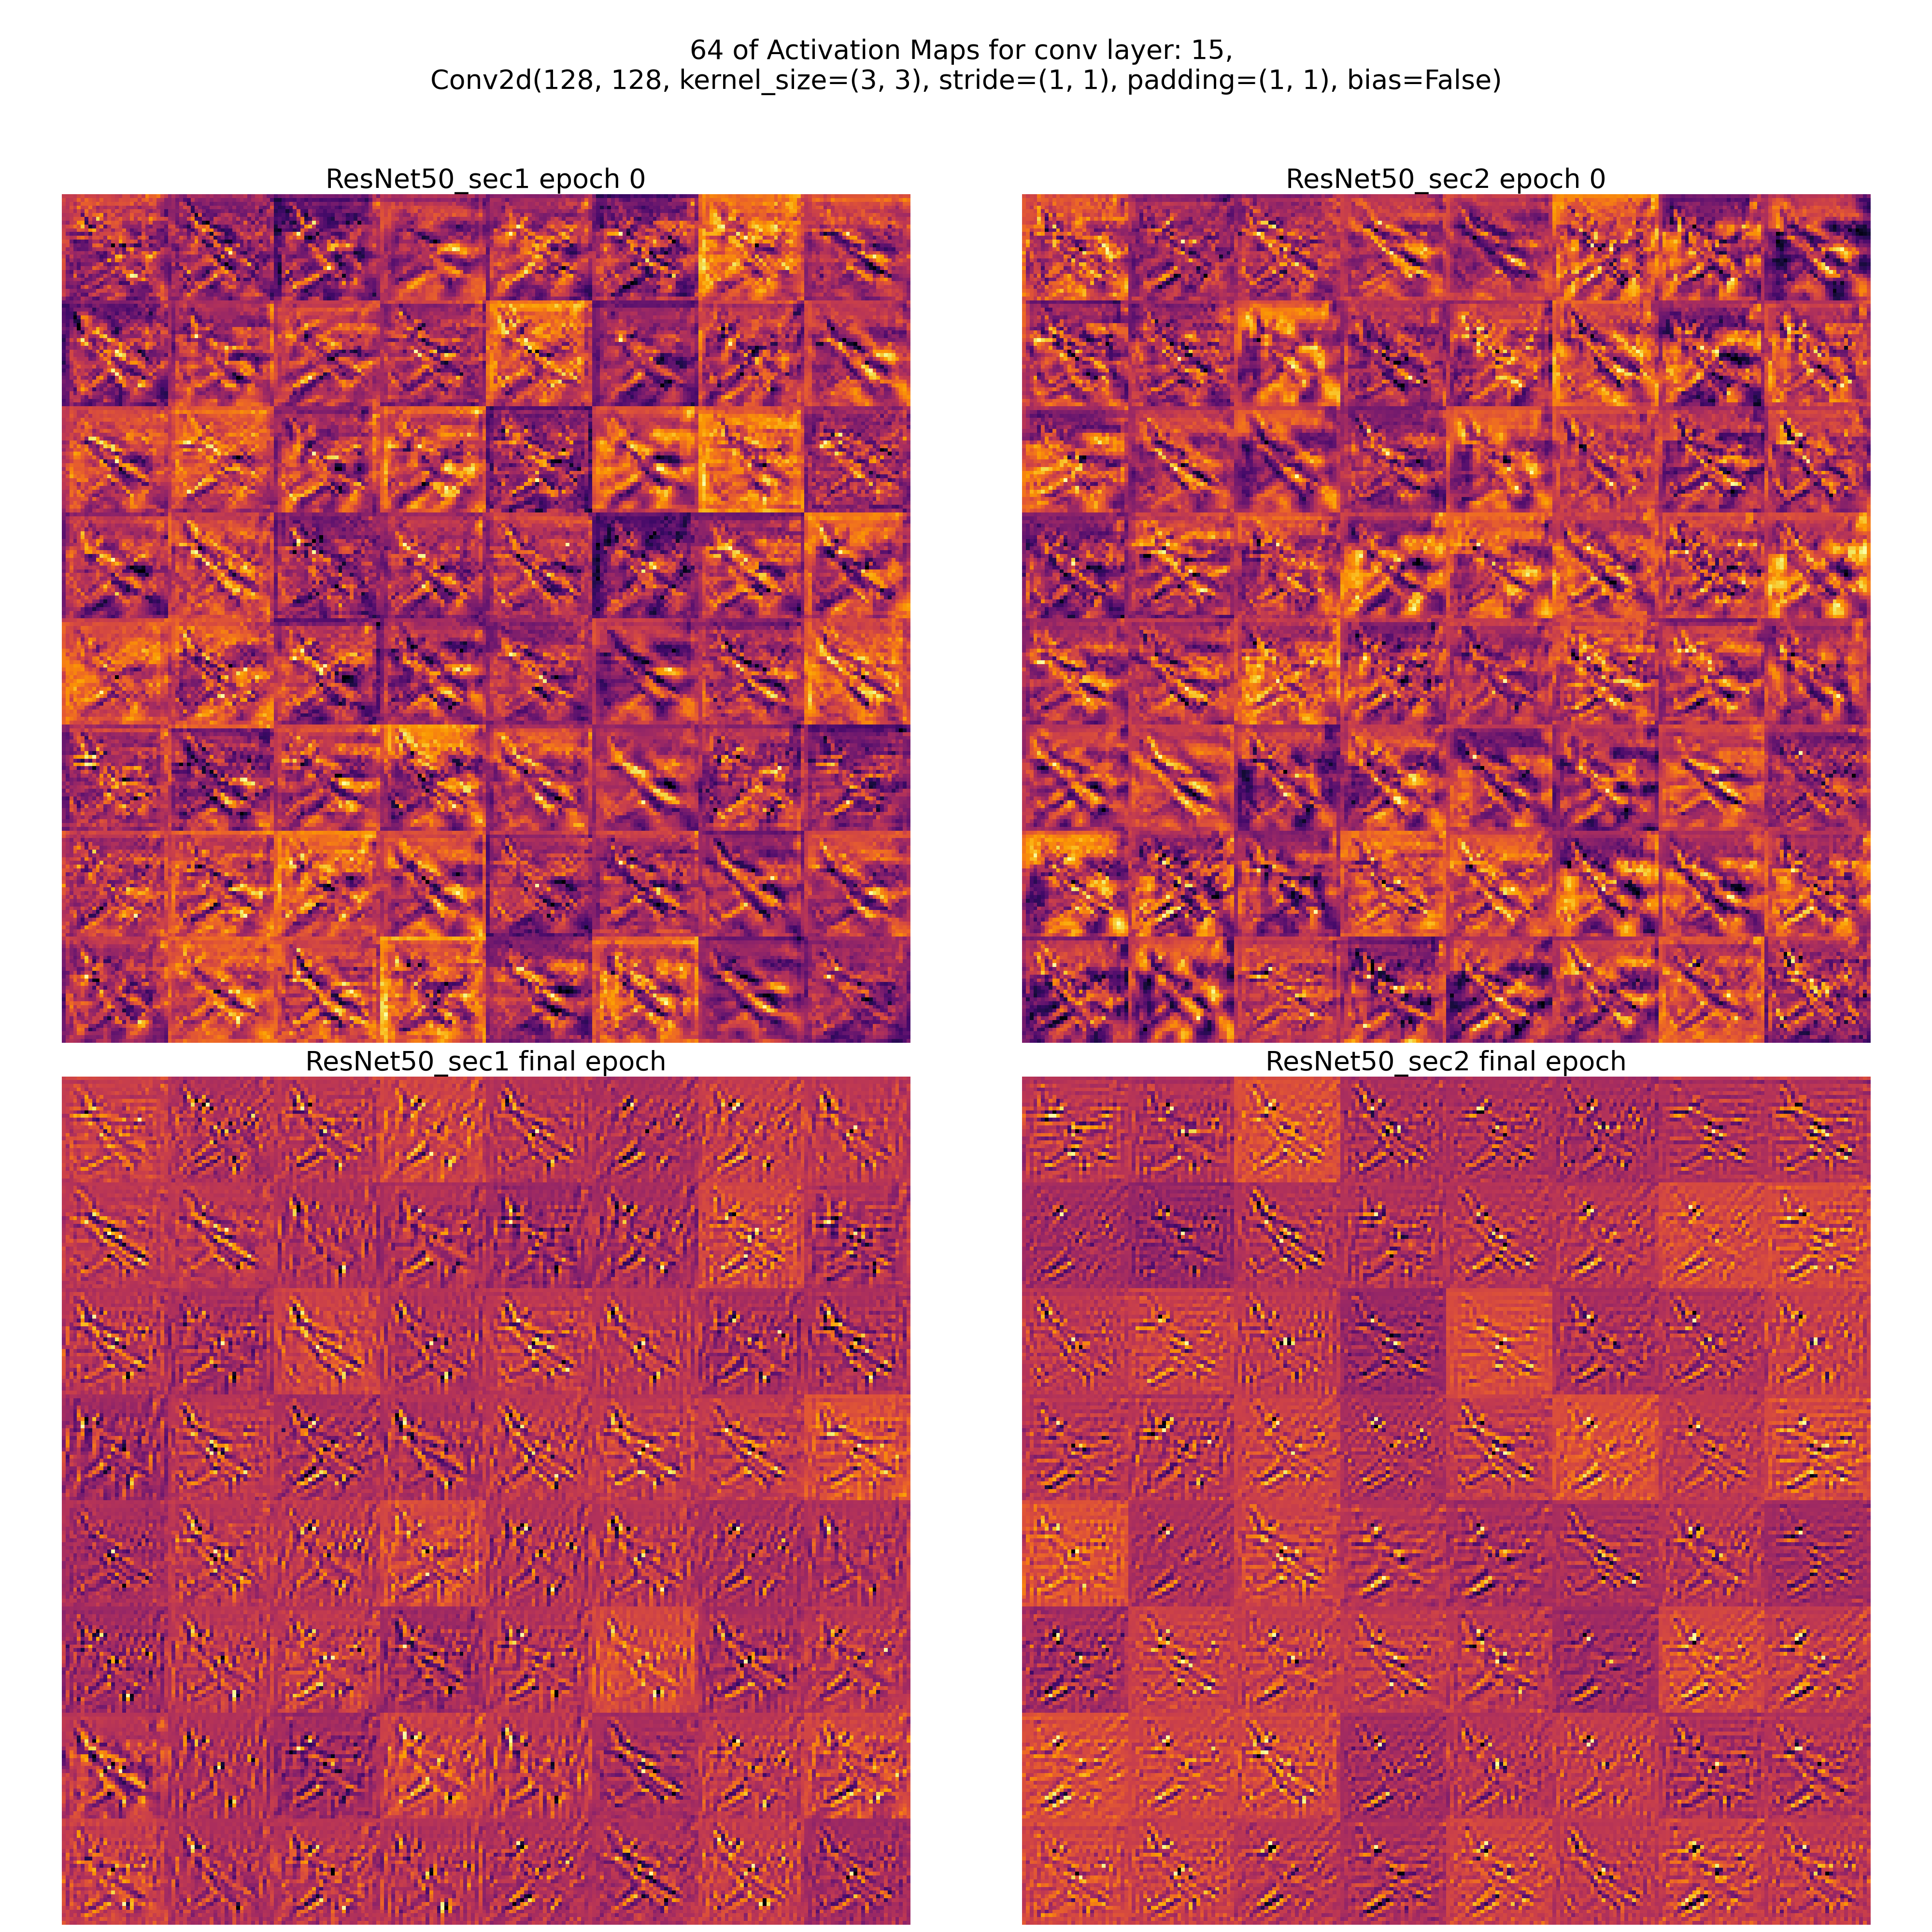 64 of Activation Maps for conv layer: 15,
Conv2d(128, 128, kernel_size=(3, 3), stride=(1, 1), padding=(1, 1), bias=False)
ResNet50_sec1 epoch 0
ResNet50_sec2 epoch 0
ResNet50_sec1 final epoch
ResNet50_sec2 final epoch